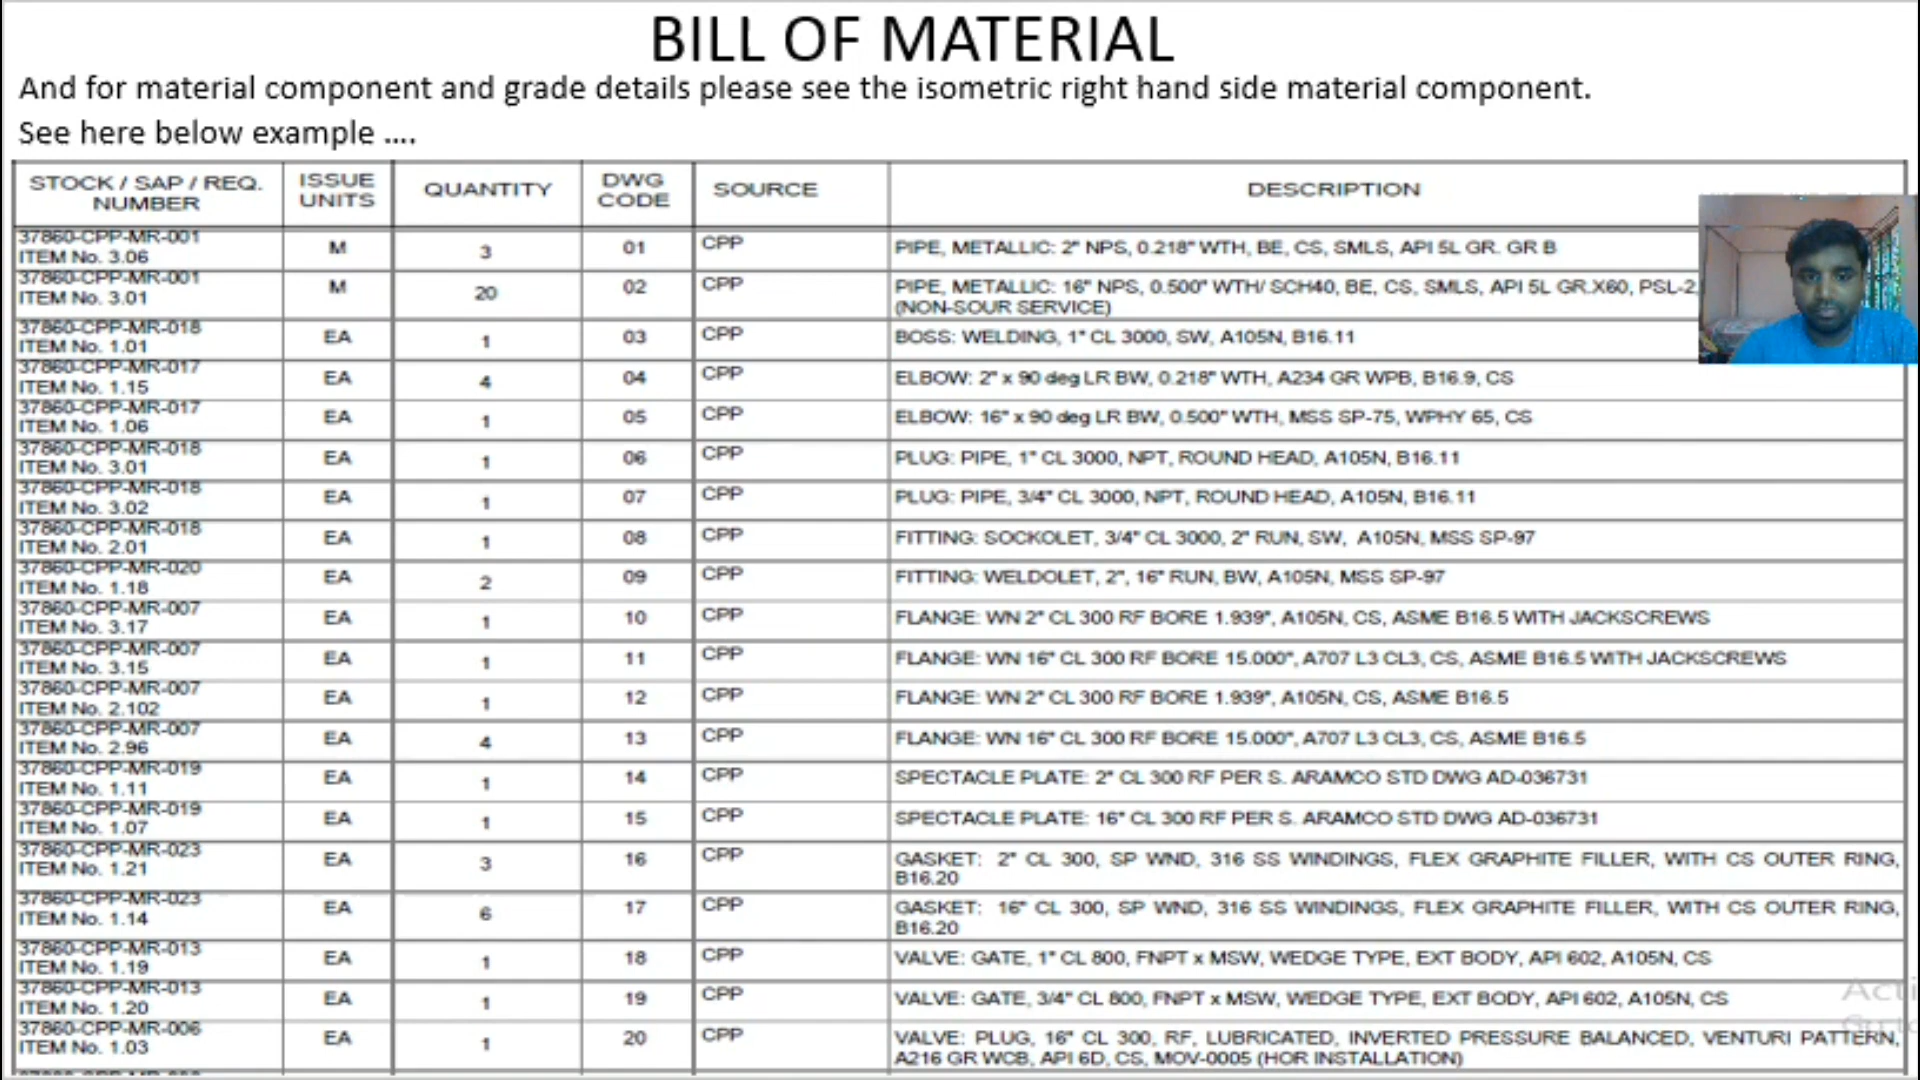 BILL OF MATERIAL
And for material component and grade details please see the isometric right hand side material component.
See here below example ....
STOCK / SAP / REQ. NUMBER ISSUE UNITS QUANTITY DWG CODE SOURCE DESCRIPTION
37860-CPP-MR-001
ITEM No. 3.06 M 3 01 CPP PIPE, METALLIC: 2" NPS, 0.218" WTH, BE, CS, SMLS, API 5L GR. GR B
37860-CPP-MR-001
ITEM No. 3.01 M 20 02 CPP PIPE, METALLIC: 16" NPS, 0.500" WTH/ SCH40, BE, CS, SMLS, API 5L GR.X60, PSL-2
(NON-SOUR SERVICE)
37860-CPP-MR-018
ITEM No. 1.01 EA 1 03 CPP BOSS: WELDING, 1" CL 3000, SW, A105N, B16.11
37860-CPP-MR-017
ITEM No. 1.15 EA 4 04 CPP ELBOW: 2" x 90 deg LR BW, 0.218" WTH, A234 GR WPB, B16.9, CS
37860-CPP-MR-017
ITEM No. 1.06 EA 1 05 CPP ELBOW: 16" x 90 deg LR BW, 0.500" WTH, MSS SP-75, WPHY 65, CS
37860-CPP-MR-018
ITEM No. 3.01 EA 1 06 CPP PLUG: PIPE, 1" CL 3000, NPT, ROUND HEAD, A105N, B16.11
37860-CPP-MR-018
ITEM No. 3.02 EA 1 07 CPP PLUG: PIPE, 3/4" CL 3000, NPT, ROUND HEAD, A105N, B16.11
37860-CPP-MR-018
ITEM No. 2.01 EA 1 08 CPP FITTING: SOCKOLET, 3/4" CL 3000, 2" RUN, SW, A105N, MSS SP-97
37860-CPP-MR-020
ITEM No. 1.18 EA 2 09 CPP FITTING: WELDOLET, 2", 16" RUN, BW, A105N, MSS SP-97
37860-CPP-MR-007
ITEM No. 3.17 EA 1 10 CPP FLANGE: WN 2" CL 300 RF BORE 1.939", A105N, CS, ASME B16.5 WITH JACKSCREWS
37860-CPP-MR-007
ITEM No. 3.15 EA 1 11 CPP FLANGE: WN 16" CL 300 RF BORE 15.000", A707 L3 CL3, CS, ASME B16.5 WITH JACKSCREWS
37860-CPP-MR-007
ITEM No. 2.102 EA 1 12 CPP FLANGE: WN 2" CL 300 RF BORE 1.939", A105N, CS, ASME B16.5
37860-CPP-MR-007
ITEM No. 2.96 EA 4 13 CPP FLANGE: WN 16" CL 300 RF BORE 15.000", A707 L3 CL3, CS, ASME B16.5
37860-CPP-MR-019
ITEM No. 1.11 EA 1 14 CPP SPECTACLE PLATE: 2" CL 300 RF PER S. ARAMCO STD DWG AD-036731
37860-CPP-MR-019
ITEM No. 1.07 EA 1 15 CPP SPECTACLE PLATE: 16" CL 300 RF PER S. ARAMCO STD DWG AD-036731
37860-CPP-MR-023
ITEM No. 1.21 EA 3 16 CPP GASKET: 2" CL 300, SP WND, 316 SS WINDINGS, FLEX GRAPHITE FILLER, WITH CS OUTER RING,
B16.20
37860-CPP-MR-023
ITEM No. 1.14 EA 6 17 CPP GASKET: 16" CL 300, SP WND, 316 SS WINDINGS, FLEX GRAPHITE FILLER, WITH CS OUTER RING,
B16.20
37860-CPP-MR-013
ITEM No. 1.19 EA 1 18 CPP VALVE: GATE, 1" CL 800, FNPT x MSW, WEDGE TYPE, EXT BODY, API 602, A105N, CS
37860-CPP-MR-013
ITEM No. 1.20 EA 1 19 CPP VALVE: GATE, 3/4" CL 800, FNPT x MSW, WEDGE TYPE, EXT BODY, API 602, A105N, CS
37860-CPP-MR-006
ITEM No. 1.03 EA 1 20 CPP VALVE: PLUG, 16" CL 300, RF, LUBRICATED, INVERTED PRESSURE BALANCED, VENTURI PATTERN,
A216 GR WCB, API 6D, CS, MOV-0005 (HOR INSTALLATION)